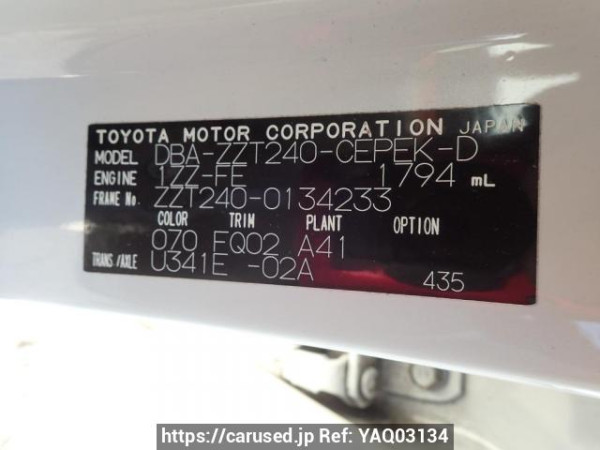 TOYOTA MOTOR CORPORATION JAPAN
MODEL DBA-ZZT240-CEPEK-D
ENGINE 1ZZ-FE 1794 mL
FRAME No. ZZT240-0134233
COLOR TRIM PLANT OPTION
070 FQ02 A41
TRANS/AXLE U341E -02A
435
https://carused.jp Ref: YAQ03134